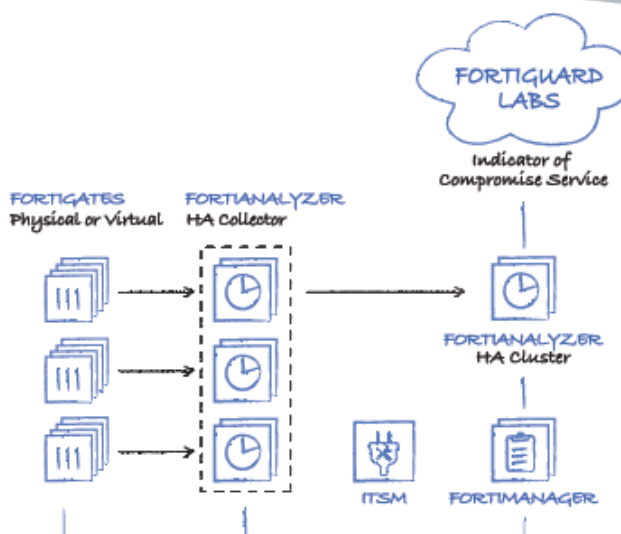 FORTIGUARD
LABS
Indicator of
Compromise Service
FORTIGATES
Physical or Virtual
FORTIANALYZER
HA Collector
FORTIANALYZER
HA Cluster
ITSM
FORTIMANAGER